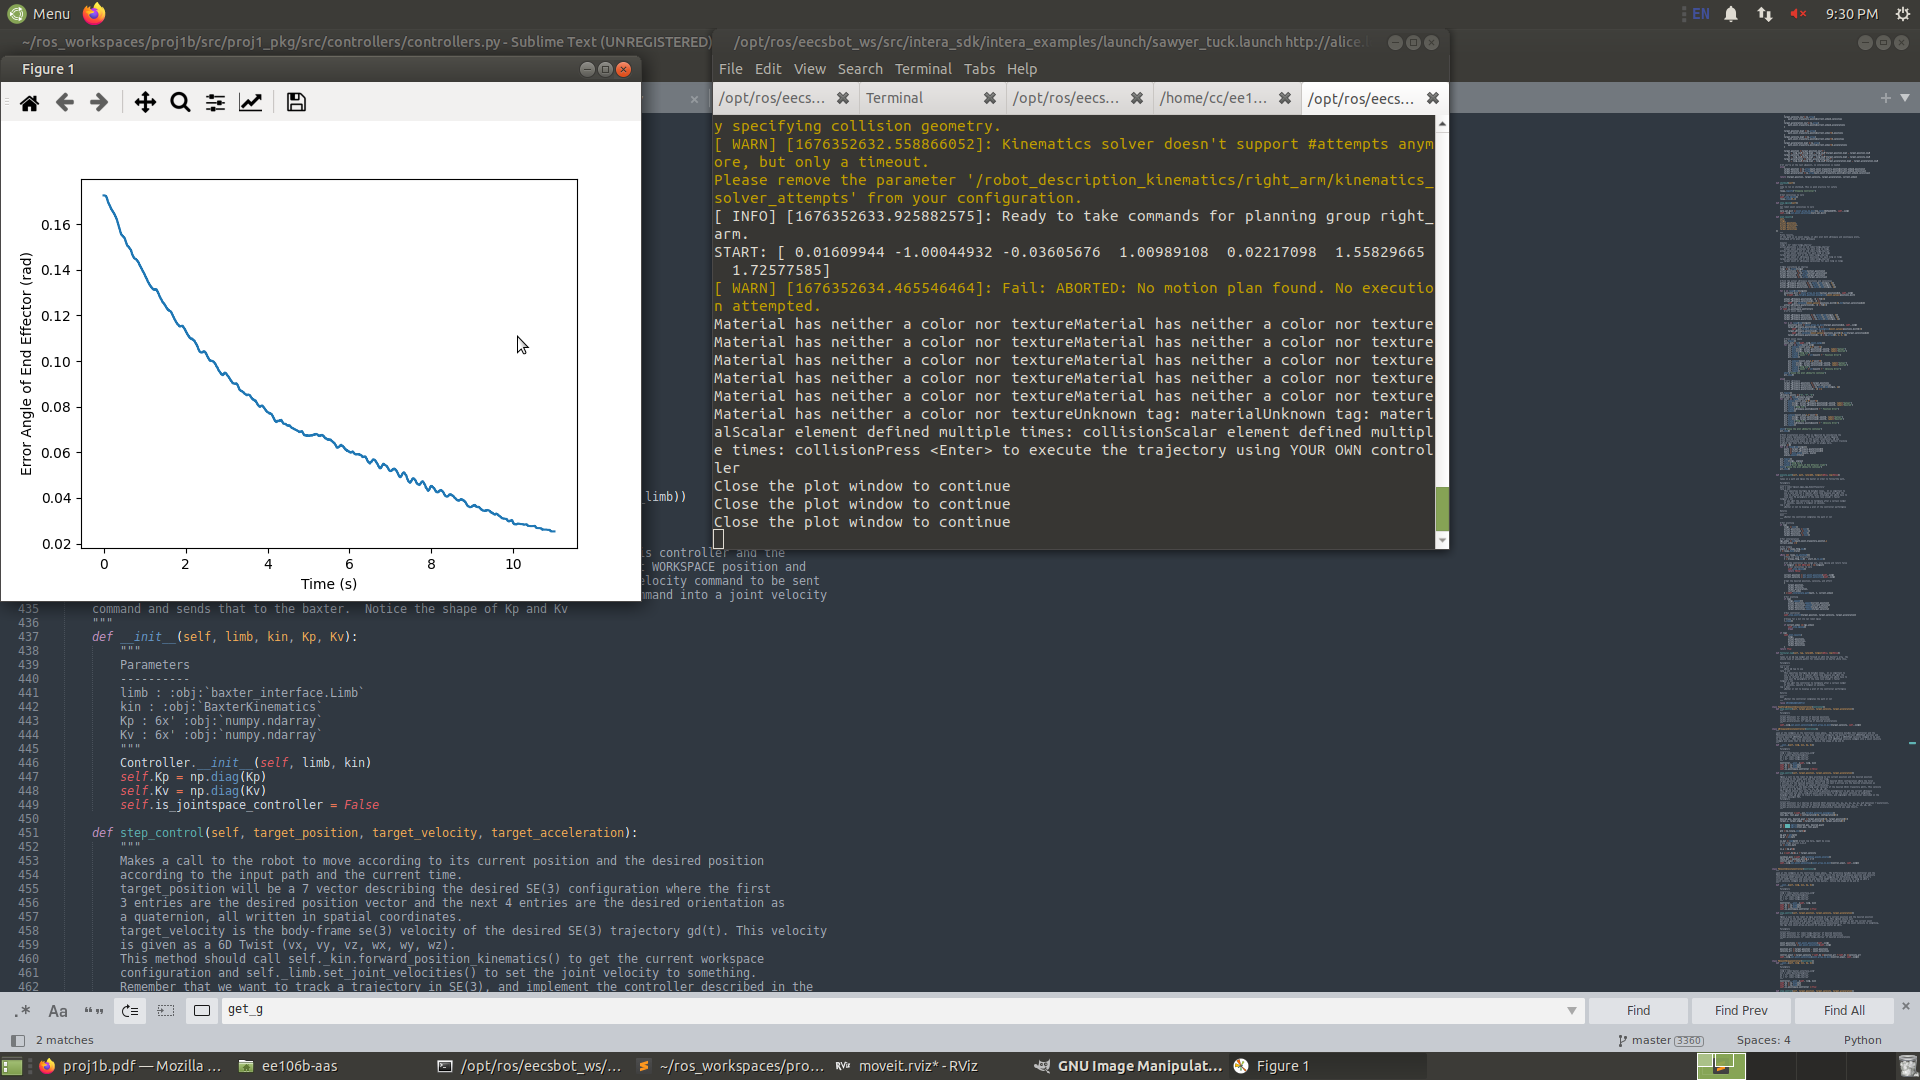 Menu
EN
9:30 PM
~/ros_workspaces/proj1b/src/proj1_pkg/src/controllers/controllers.py - Sublime Text (UNREGISTERED)
/opt/ros/eecsbot_ws/src/intera_sdk/intera_examples/launch/sawyer_tuck.launch http://alice.
Figure 1
File Edit View Search Terminal Tabs Help
/opt/ros/eecs... Terminal /opt/ros/eecs... /home/cc/ee1... /opt/ros/eecs...
y specifying collision geometry.
[ WARN] [1676352632.558866052]: Kinematics solver doesn't support #attempts anym
ore, but only a timeout.
Please remove the parameter '/robot_description_kinematics/right_arm/kinematics_
solver_attempts' from your configuration.
[ INFO] [1676352633.925882575]: Ready to take commands for planning group right_
arm.
START: [ 0.01609944 -1.00044932 -0.03605676  1.00989108  0.02217098  1.55829665
  1.72577585]
[ WARN] [1676352634.465546464]: Fail: ABORTED: No motion plan found. No executio
n attempted.
Material has neither a color nor textureMaterial has neither a color nor texture
Material has neither a color nor textureMaterial has neither a color nor texture
Material has neither a color nor textureMaterial has neither a color nor texture
Material has neither a color nor textureMaterial has neither a color nor texture
Material has neither a color nor textureMaterial has neither a color nor texture
Material has neither a color nor textureUnknown tag: materialUnknown tag: materi
alScalar element defined multiple times: collisionScalar element defined multipl
e times: collisionPress <Enter> to execute the trajectory using YOUR OWN control
ler
Close the plot window to continue
Close the plot window to continue
Close the plot window to continue
Error Angle of End Effector (rad)
0.16
0.14
0.12
0.10
0.08
0.06
0.04
0.02
0 2 4 6 8 10
Time (s)
_limb))
s controller and the
WORKSPACE position and
elocity command to be sent
mmand into a joint velocity
435 command and sends that to the baxter.  Notice the shape of Kp and Kv
436 """
437 def __init__(self, limb, kin, Kp, Kv):
438 """
439 Parameters
440 ----------
441 limb : :obj:`baxter_interface.Limb`
442 kin : :obj:`BaxterKinematics`
443 Kp : 6x' :obj:`numpy.ndarray`
444 Kv : 6x' :obj:`numpy.ndarray`
445 """
446 Controller.__init__(self, limb, kin)
447 self.Kp = np.diag(Kp)
448 self.Kv = np.diag(Kv)
449 self.is_jointspace_controller = False
450
451 def step_control(self, target_position, target_velocity, target_acceleration):
452 """
453 Makes a call to the robot to move according to its current position and the desired position
454 according to the input path and the current time.
455 target_position will be a 7 vector describing the desired SE(3) configuration where the first
456 3 entries are the desired position vector and the next 4 entries are the desired orientation as
457 a quaternion, all written in spatial coordinates.
458 target_velocity is the body-frame se(3) velocity of the desired SE(3) trajectory gd(t). This velocity
459 is given as a 6D Twist (vx, vy, vz, wx, wy, wz).
460 This method should call self._kin.forward_position_kinematics() to get the current workspace
461 configuration and self._limb.set_joint_velocities() to set the joint velocity to something.
462 Remember that we want to track a trajectory in SE(3), and implement the controller described in the
.* Aa “” get_g Find Find Prev Find All
2 matches master 3360 Spaces: 4 Python
proj1b.pdf — Mozilla ... ee106b-aas /opt/ros/eecsbot_ws/... ~/ros_workspaces/pro... RViz moveit.rviz* - RViz GNU Image Manipulat... Figure 1